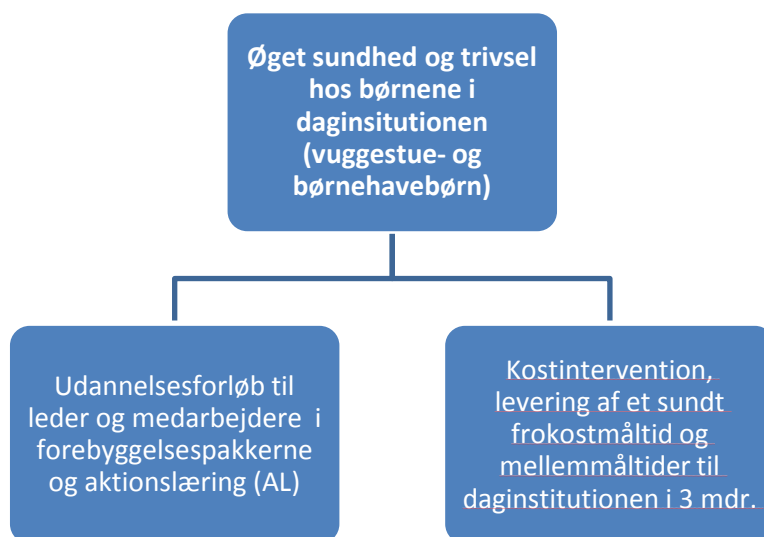 Øget sundhed og trivsel
hos børnene i
daginsitutionen
(vuggestue- og
børnehavebørn)
Udannelsesforløb til
leder og medarbejdere i
forebyggelsespakkerne
og aktionslæring (AL)
Kostintervention,
levering af et sundt
frokostmåltid og
mellemmåltider til
daginstitutionen i 3 mdr.